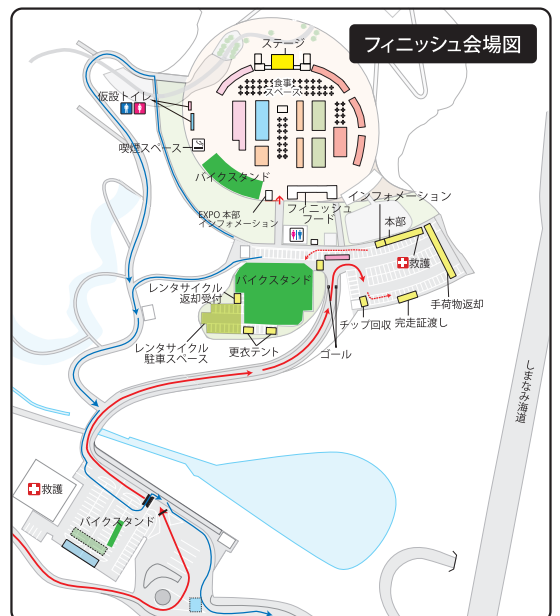 フィニッシュ会場図
ステージ
食事
スペース
仮設トイレ
喫煙スペース
バイクスタンド
EXPO 本部
インフォメーション
フィニッシュ
フード
インフォメーション
本部
救護
手荷物返却
レンタサイクル
返却受付
バイクスタンド
チップ回収
完走証渡し
レンタサイクル
駐車スペース
更衣テント
ゴール
しまなみ海道
救護
バイクスタンド